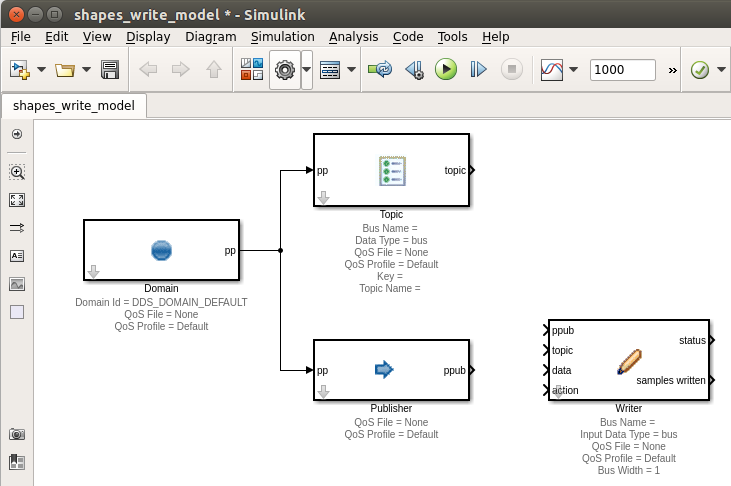 shapes_write_model * - Simulink
File Edit View Display Diagram Simulation Analysis Code Tools Help
1000 »
shapes_write_model
pp topic
Topic
Bus Name =
Data Type = bus
QoS File = None
QoS Profile = Default
Key =
Topic Name =
pp
Domain
Domain Id = DDS_DOMAIN_DEFAULT
QoS File = None
QoS Profile = Default
pp ppub
Publisher
QoS File = None
QoS Profile = Default
ppub
topic
data
action
status
samples written
Writer
Bus Name =
Input Data Type = bus
QoS File = None
QoS Profile = Default
Bus Width = 1